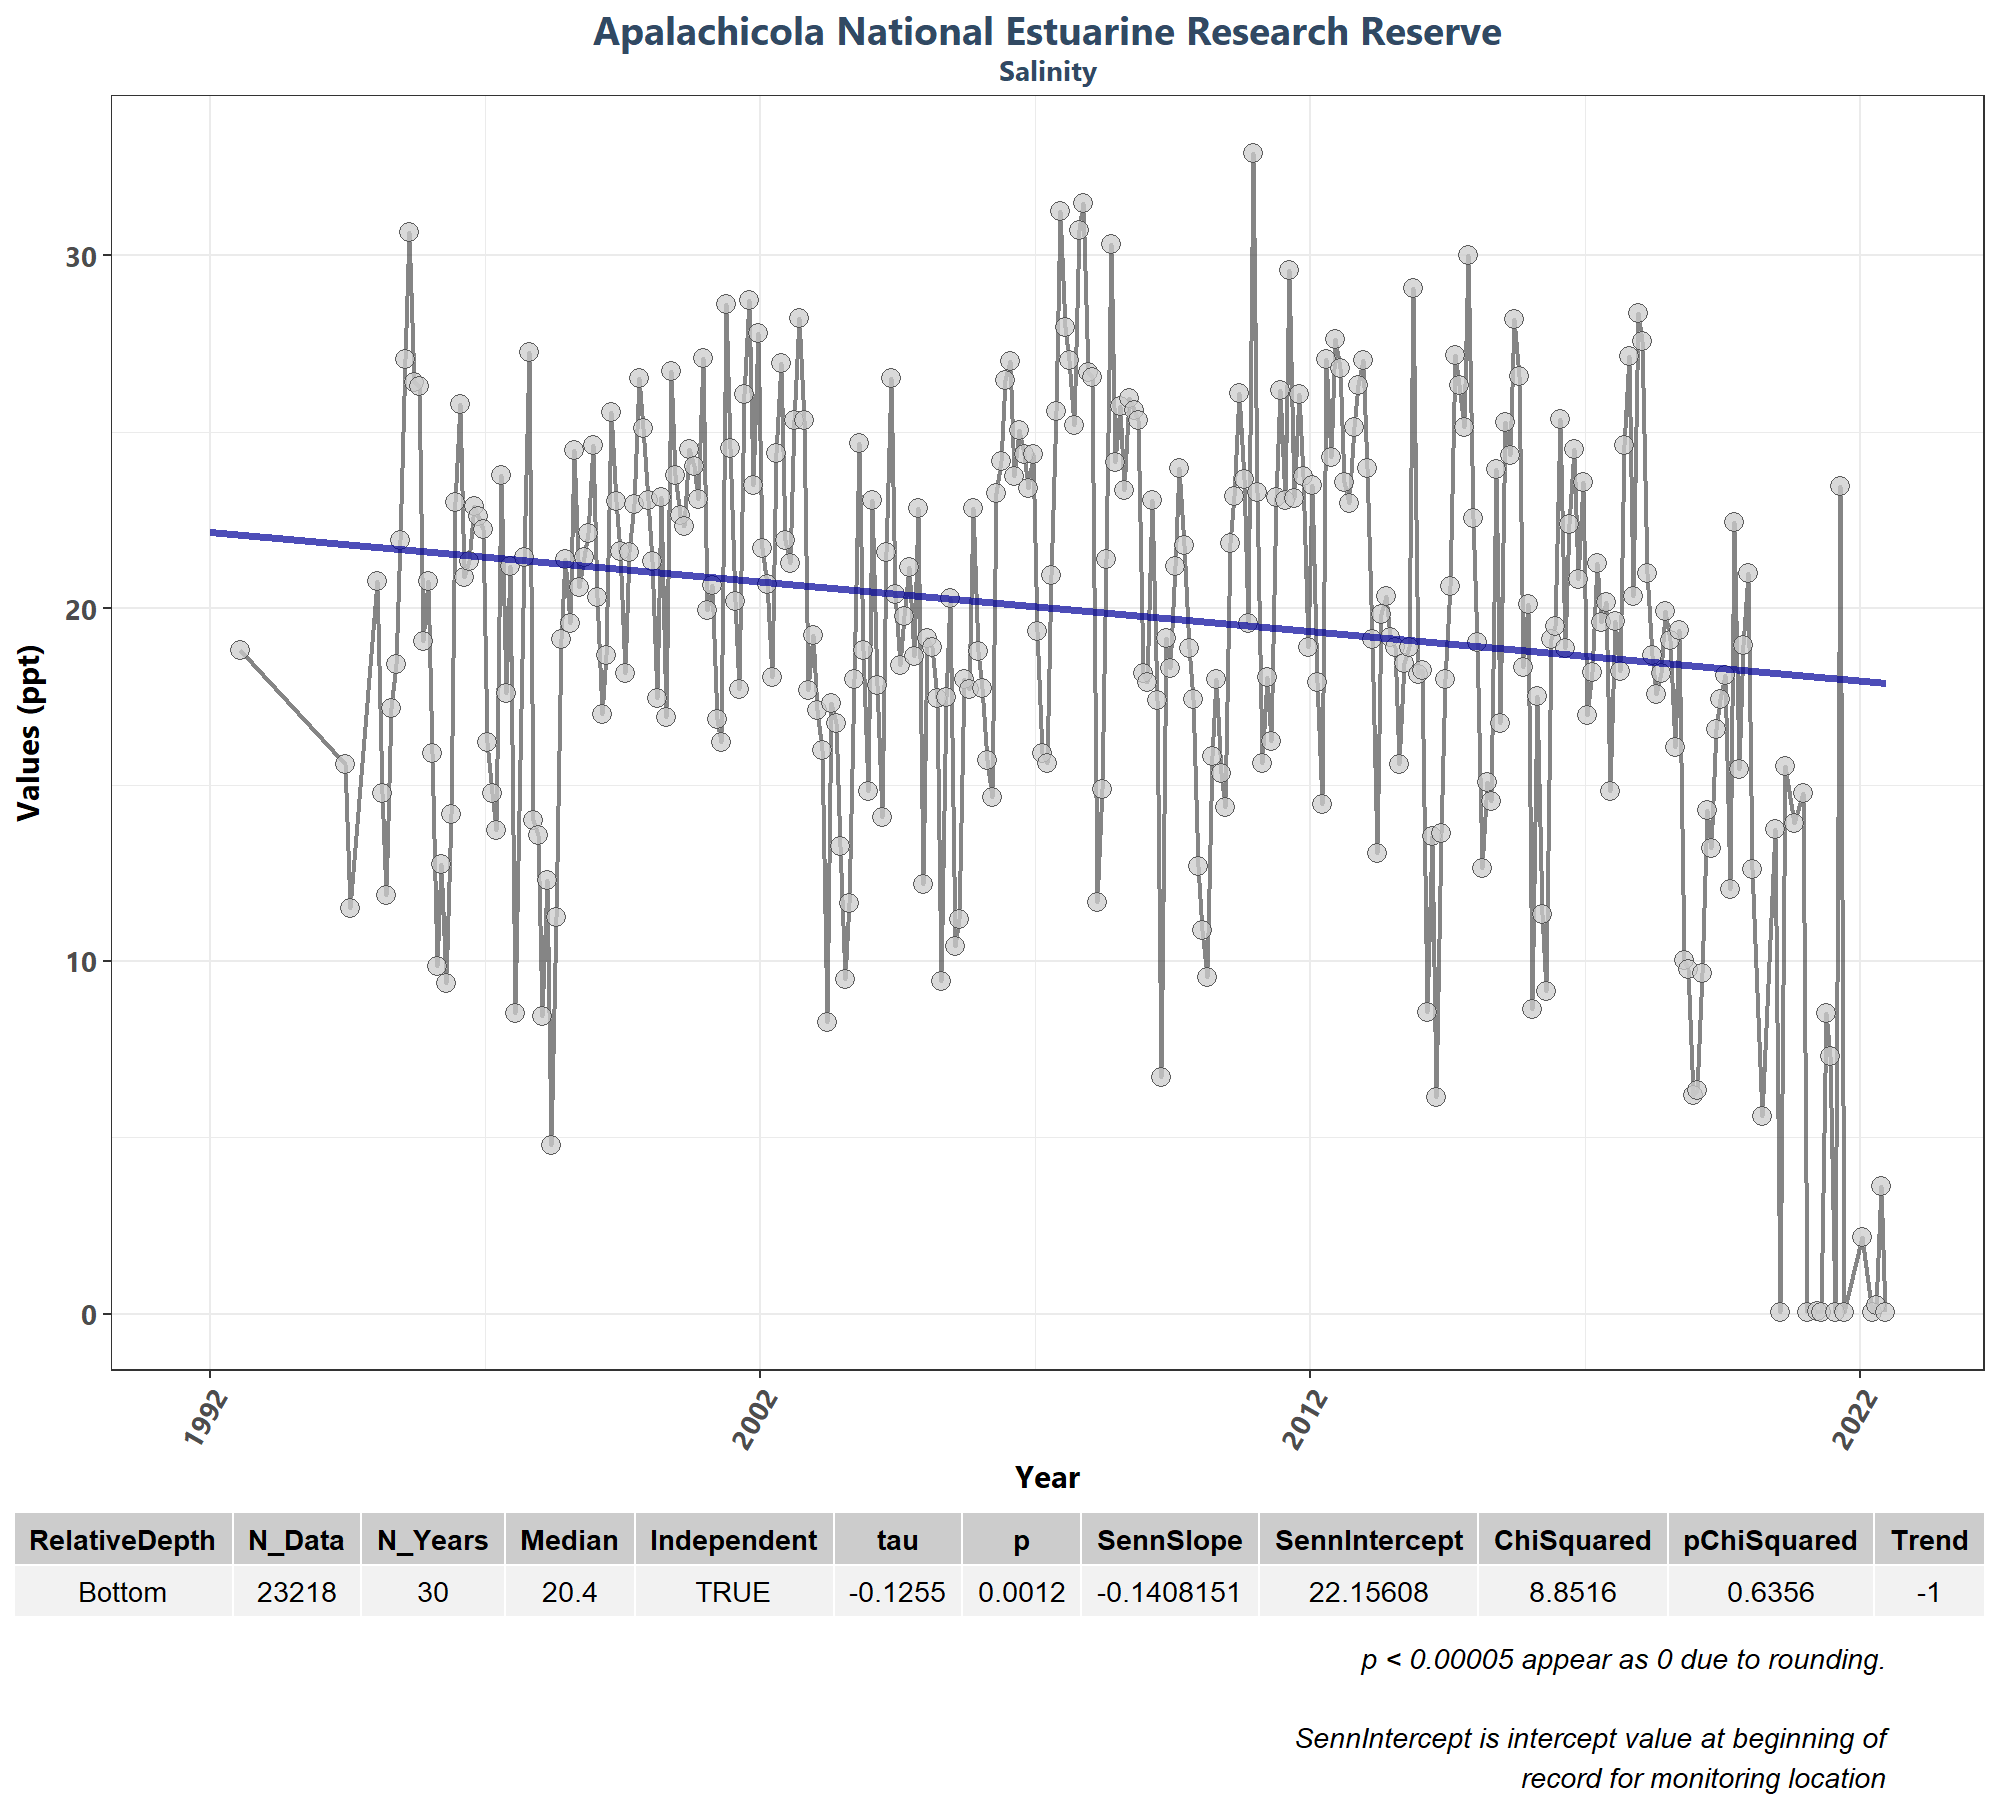 Apalachicola National Estuarine Research Reserve
Salinity
Values (ppt)
30
20
10
0
1992
2002
2012
2022
Year
RelativeDepth N_Data N_Years Median Independent tau p SennSlope SennIntercept ChiSquared pChiSquared Trend
Bottom 23218 30 20.4 TRUE -0.1255 0.0012 -0.1408151 22.15608 8.8516 0.6356 -1
p < 0.00005 appear as 0 due to rounding.
SennIntercept is intercept value at beginning of
record for monitoring location